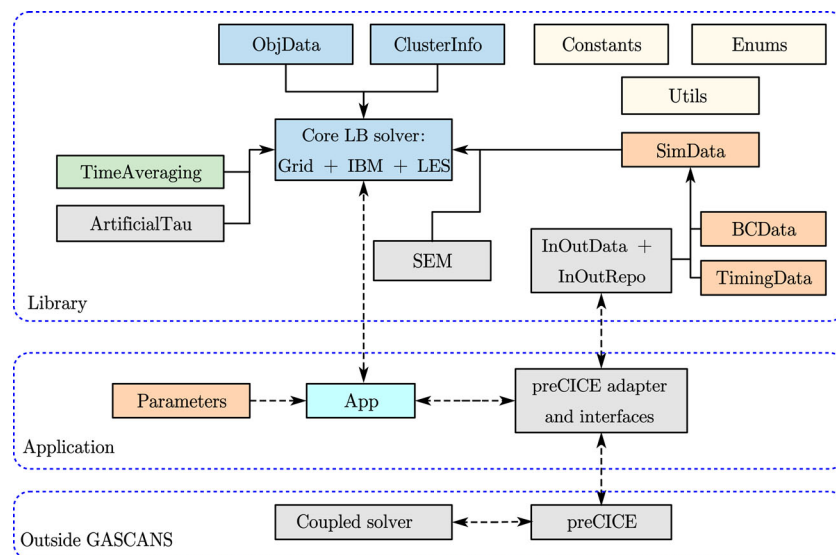 ObjData
ClusterInfo
Constants
Enums
Utils
Core LB solver:
Grid + IBM + LES
SimData
TimeAveraging
ArtificialTau
SEM
InOutData +
InOutRepo
BCData
TimingData
Library
Parameters
App
preCICE adapter
and interfaces
Application
Coupled solver
preCICE
Outside GASCANS